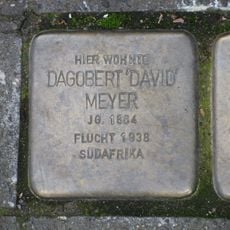 HIER WOHNTE
DAGOBERT 'DAVID'
MEYER
JG. 1884
FLUCHT 1938
SÜDAFRIKA